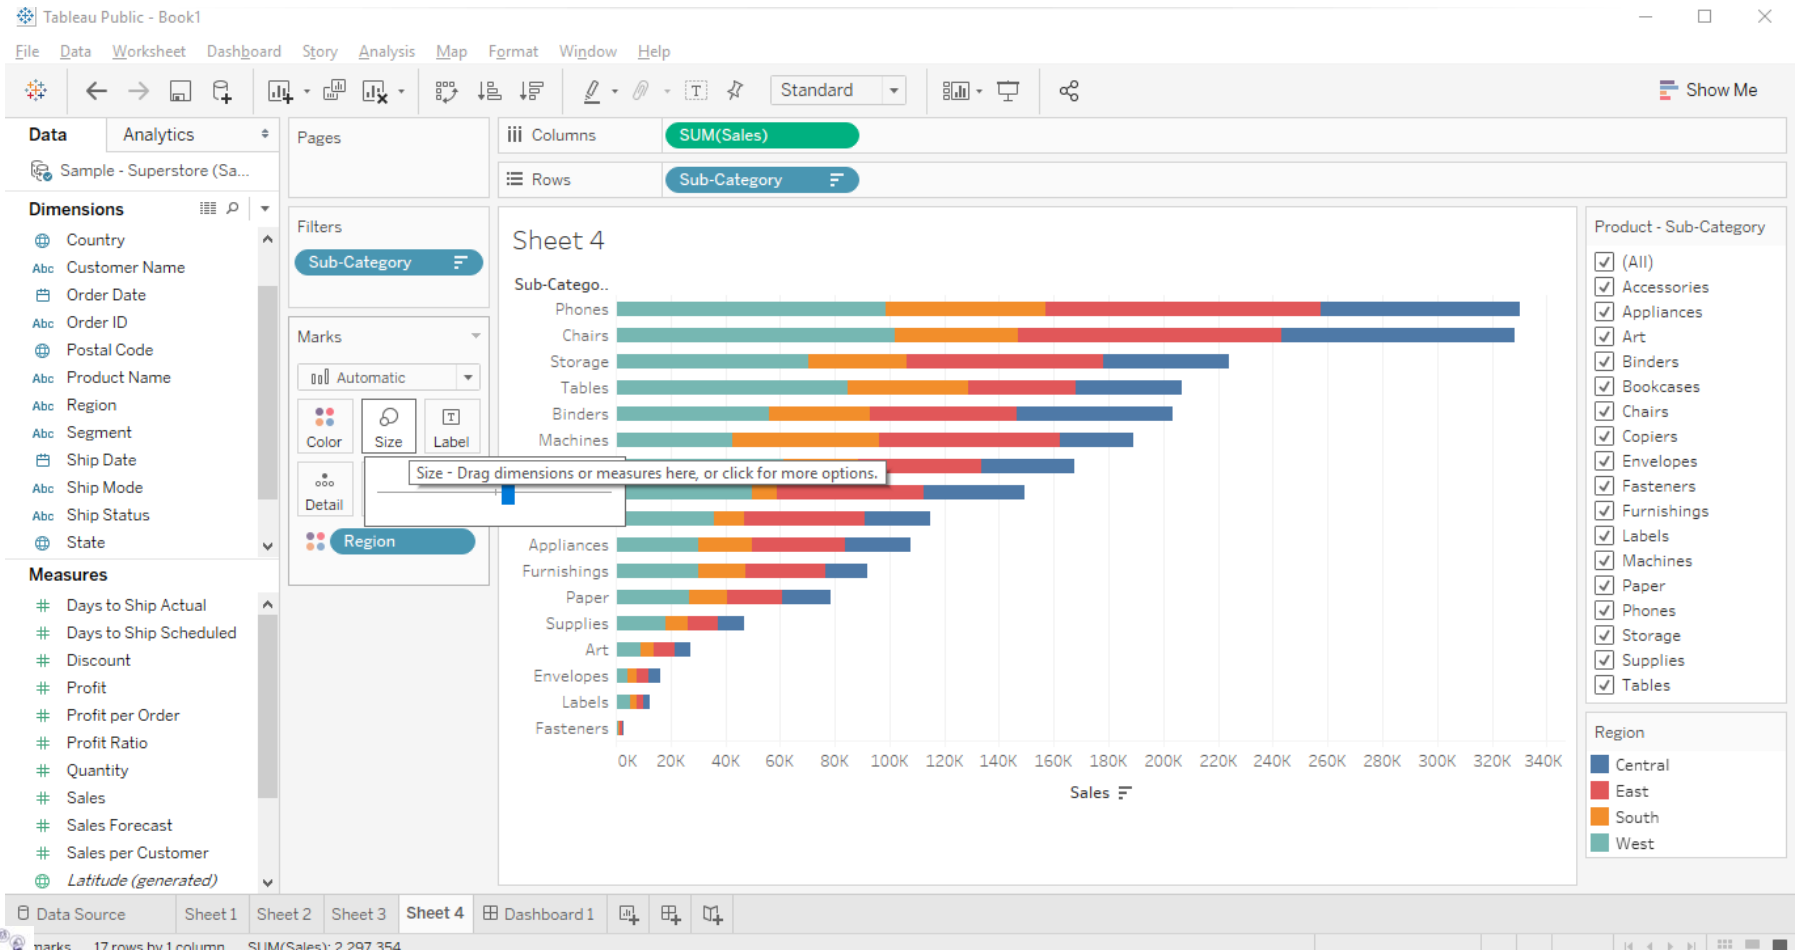 Tableau Public - Book1
File Data Worksheet Dashboard Story Analysis Map Format Window Help
Standard
Show Me
Data Analytics
Sample - Superstore (Sa...
Dimensions
Country
Abc Customer Name
Order Date
Abc Order ID
Postal Code
Abc Product Name
Abc Region
Abc Segment
Ship Date
Abc Ship Mode
Abc Ship Status
State
Measures
# Days to Ship Actual
# Days to Ship Scheduled
# Discount
# Profit
# Profit per Order
# Profit Ratio
# Quantity
# Sales
# Sales Forecast
# Sales per Customer
Latitude (generated)
Pages
Filters
Sub-Category
Marks
Automatic
Color Size Label
Size - Drag dimensions or measures here, or click for more options.
Detail
Region
Columns SUM(Sales)
Rows Sub-Category
Sheet 4
Sub-Catego..
Phones
Chairs
Storage
Tables
Binders
Machines
Appliances
Furnishings
Paper
Supplies
Art
Envelopes
Labels
Fasteners
0K 20K 40K 60K 80K 100K 120K 140K 160K 180K 200K 220K 240K 260K 280K 300K 320K 340K
Sales
Product - Sub-Category
(All)
Accessories
Appliances
Art
Binders
Bookcases
Chairs
Copiers
Envelopes
Fasteners
Furnishings
Labels
Machines
Paper
Phones
Storage
Supplies
Tables
Region
Central
East
South
West
Data Source Sheet 1 Sheet 2 Sheet 3 Sheet 4 Dashboard 1
marks 17 rows by 1 column SUM(Sales): 2,297,354